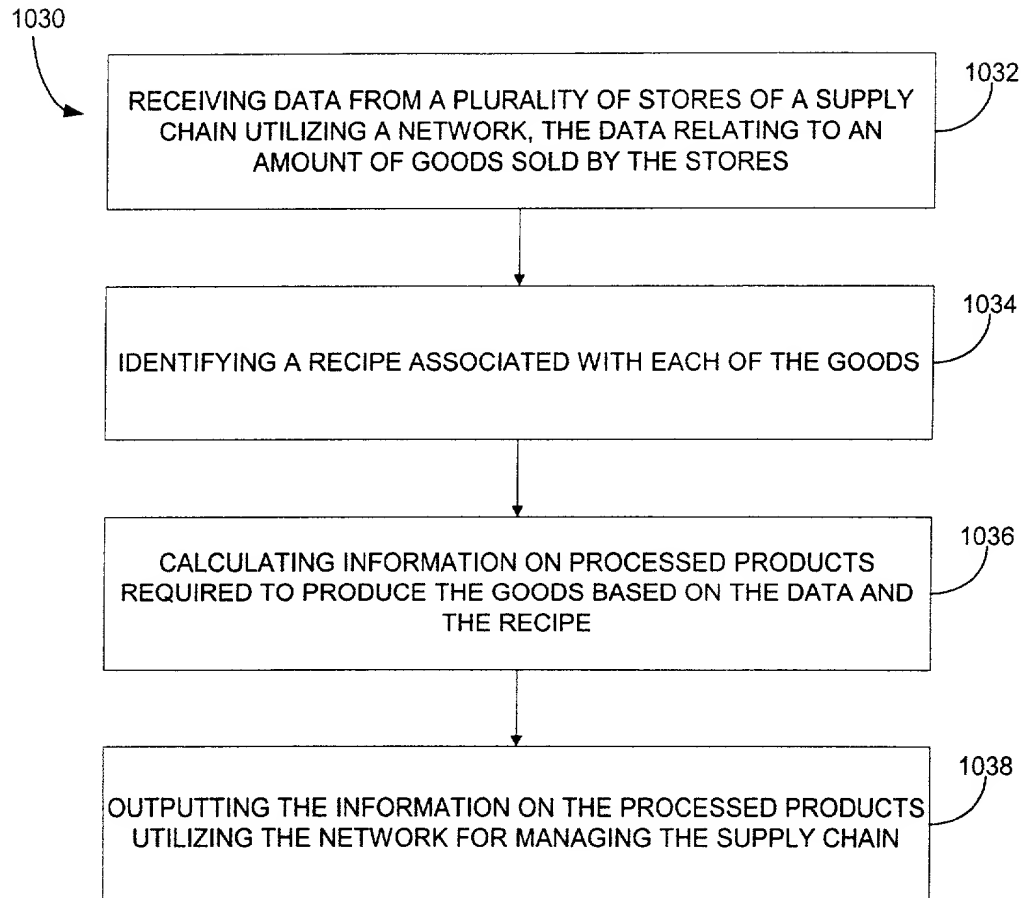 1030
1032
RECEIVING DATA FROM A PLURALITY OF STORES OF A SUPPLY
CHAIN UTILIZING A NETWORK, THE DATA RELATING TO AN
AMOUNT OF GOODS SOLD BY THE STORES
1034
IDENTIFYING A RECIPE ASSOCIATED WITH EACH OF THE GOODS
1036
CALCULATING INFORMATION ON PROCESSED PRODUCTS
REQUIRED TO PRODUCE THE GOODS BASED ON THE DATA AND
THE RECIPE
1038
OUTPUTTING THE INFORMATION ON THE PROCESSED PRODUCTS
UTILIZING THE NETWORK FOR MANAGING THE SUPPLY CHAIN